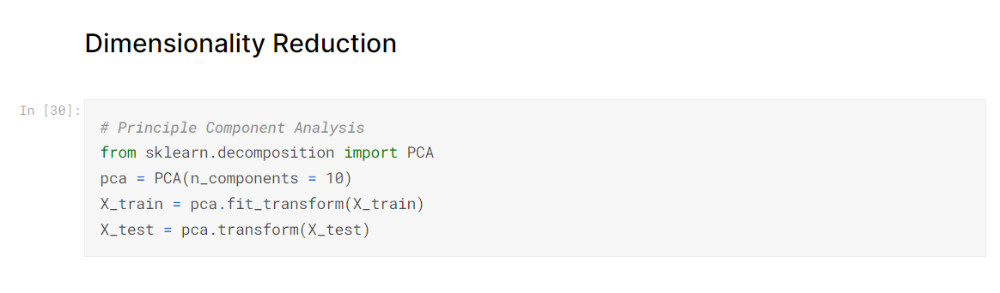 Dimensionality Reduction
In [30]:
# Principle Component Analysis
from sklearn.decomposition import PCA
pca = PCA(n_components = 10)
X_train = pca.fit_transform(X_train)
X_test = pca.transform(X_test)